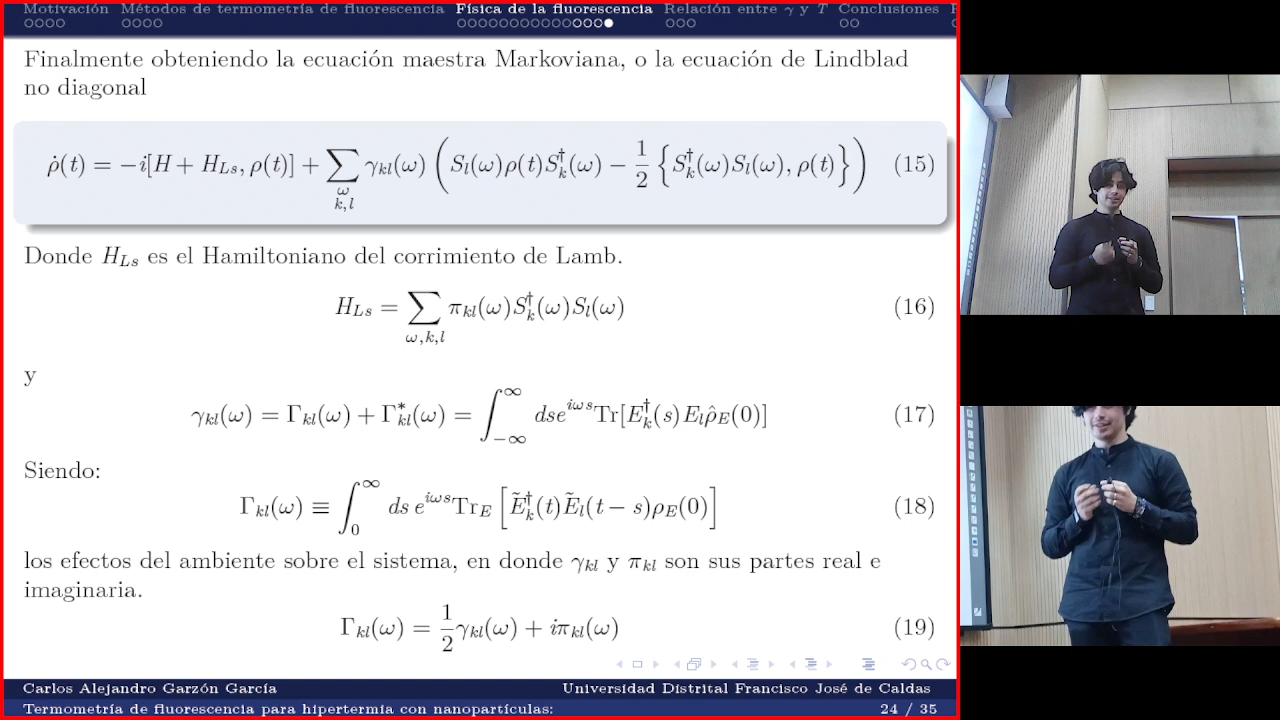 Motivación Métodos de termometría de fluorescencia Física de la fluorescencia Relación entre γ y T Conclusiones
Finalmente obteniendo la ecuación maestra Markoviana, o la ecuación de Lindblad
no diagonal
ρ̇(t) = −i[H + H_{Ls}, ρ(t)] + ∑_{ω k,l} γ_{kl}(ω) ( S_l(ω)ρ(t)S_k^†(ω) − 1/2 { S_k^†(ω)S_l(ω), ρ(t) } ) (15)
Donde H_{Ls} es el Hamiltoniano del corrimiento de Lamb.
H_{Ls} = ∑_{ω,k,l} π_{kl}(ω)S_k^†(ω)S_l(ω) (16)
y
γ_{kl}(ω) = Γ_{kl}(ω) + Γ_{kl}^*(ω) = ∫_{−∞}^{∞} dse^{iωs}Tr[E_k^†(s)E_l ρ̂_E(0)] (17)
Siendo:
Γ_{kl}(ω) ≡ ∫_0^∞ ds e^{iωs}Tr_E [ Ẽ_k^†(t)Ẽ_l(t − s)ρ_E(0) ] (18)
los efectos del ambiente sobre el sistema, en donde γ_{kl} y π_{kl} son sus partes real e
imaginaria.
Γ_{kl}(ω) = 1/2 γ_{kl}(ω) + iπ_{kl}(ω) (19)
Carlos Alejandro Garzón García Universidad Distrital Francisco José de Caldas
Termometría de fluorescencia para hipertermia con nanopartículas: 24 / 35